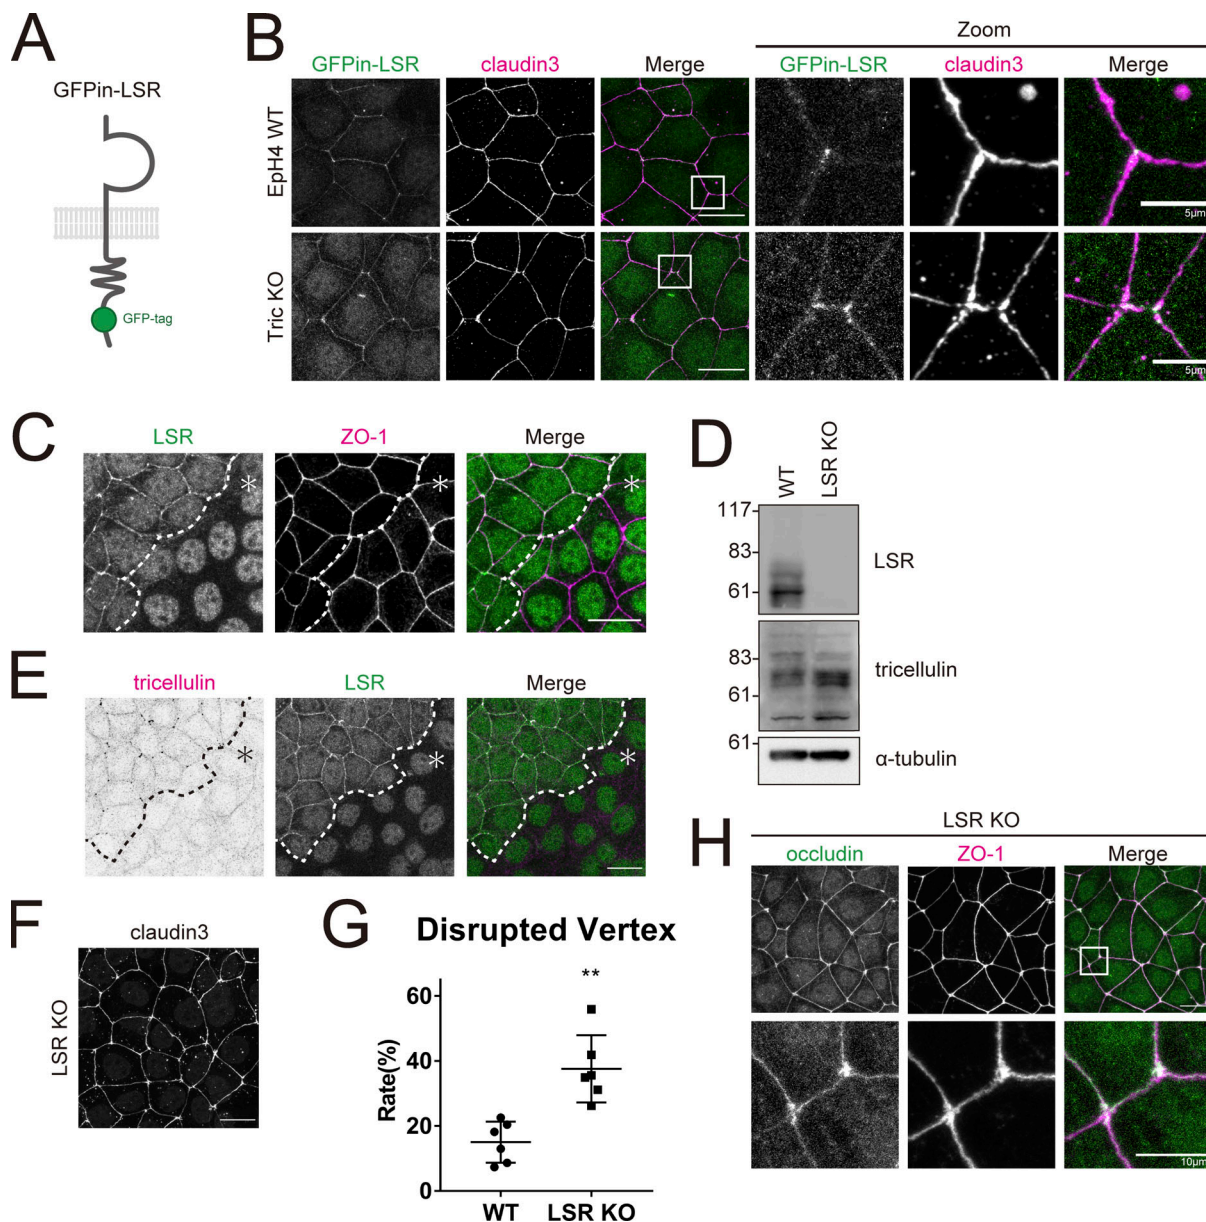 A
GFPin-LSR
GFP-tag
B
Zoom
GFPin-LSR claudin3 Merge GFPin-LSR claudin3 Merge
EpH4 WT
5μm
Tric KO
5μm
C
LSR ZO-1 Merge
*
*
*
D
WT LSR KO
117
83
61
LSR
83
61
tricellulin
61
α-tubulin
E
tricellulin LSR Merge
*
*
*
F
claudin3
LSR KO
G
Disrupted Vertex
**
Rate(%)
60
40
20
0
WT LSR KO
H
LSR KO
occludin ZO-1 Merge
10μm